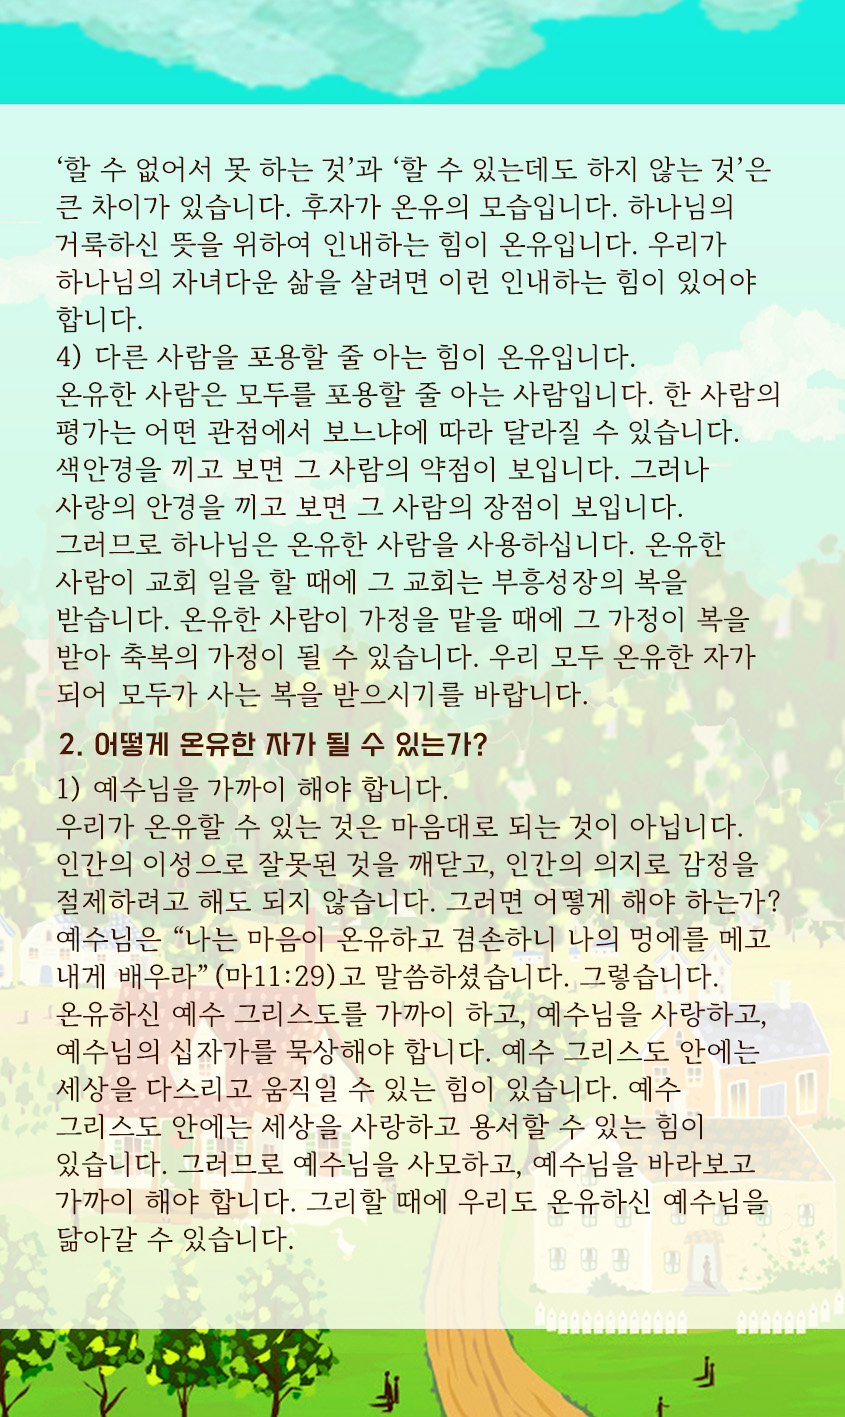 ‘할 수 없어서 못 하는 것’과 ‘할 수 있는데도 하지 않는 것’은
큰 차이가 있습니다. 후자가 온유의 모습입니다. 하나님의
거룩하신 뜻을 위하여 인내하는 힘이 온유입니다. 우리가
하나님의 자녀다운 삶을 살려면 이런 인내하는 힘이 있어야
합니다.
4) 다른 사람을 포용할 줄 아는 힘이 온유입니다.
온유한 사람은 모두를 포용할 줄 아는 사람입니다. 한 사람의
평가는 어떤 관점에서 보느냐에 따라 달라질 수 있습니다.
색안경을 끼고 보면 그 사람의 약점이 보입니다. 그러나
사랑의 안경을 끼고 보면 그 사람의 장점이 보입니다.
그러므로 하나님은 온유한 사람을 사용하십니다. 온유한
사람이 교회 일을 할 때에 그 교회는 부흥성장의 복을
받습니다. 온유한 사람이 가정을 맡을 때에 그 가정이 복을
받아 축복의 가정이 될 수 있습니다. 우리 모두 온유한 자가
되어 모두가 사는 복을 받으시기를 바랍니다.
2. 어떻게 온유한 자가 될 수 있는가?
1) 예수님을 가까이 해야 합니다.
우리가 온유할 수 있는 것은 마음대로 되는 것이 아닙니다.
인간의 이성으로 잘못된 것을 깨닫고, 인간의 의지로 감정을
절제하려고 해도 되지 않습니다. 그러면 어떻게 해야 하는가?
예수님은 “나는 마음이 온유하고 겸손하니 나의 멍에를 메고
내게 배우라”(마11:29)고 말씀하셨습니다. 그렇습니다.
온유하신 예수 그리스도를 가까이 하고, 예수님을 사랑하고,
예수님의 십자가를 묵상해야 합니다. 예수 그리스도 안에는
세상을 다스리고 움직일 수 있는 힘이 있습니다. 예수
그리스도 안에는 세상을 사랑하고 용서할 수 있는 힘이
있습니다. 그러므로 예수님을 사모하고, 예수님을 바라보고
가까이 해야 합니다. 그리할 때에 우리도 온유하신 예수님을
닮아갈 수 있습니다.